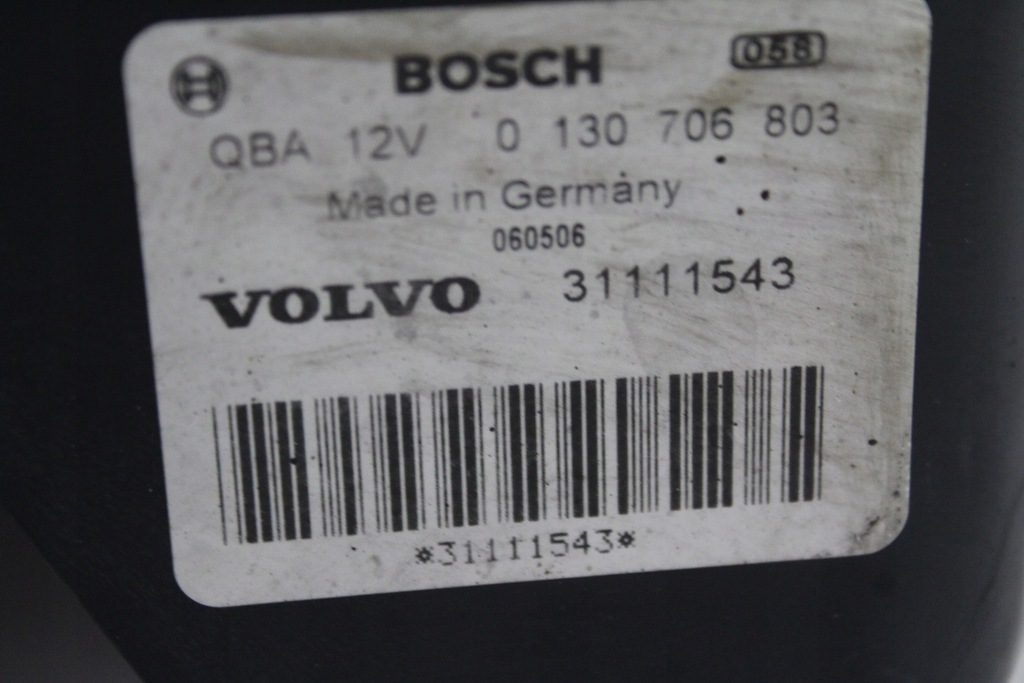 BOSCH 058
QBA 12V 0 130 706 803
Made in Germany
060506
VOLVO 31111543
*31111543*